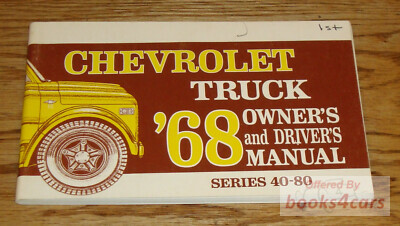 1st
CHEVROLET
TRUCK
'68 OWNER'S
and DRIVER'S
MANUAL
SERIES 40-80
Offered By
books4cars